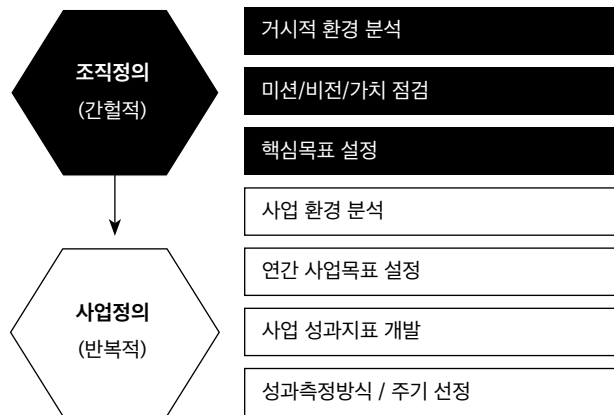 조직정의
(간헐적)
거시적 환경 분석
미션/비전/가치 점검
핵심목표 설정
사업정의
(반복적)
사업 환경 분석
연간 사업목표 설정
사업 성과지표 개발
성과측정방식 / 주기 선정